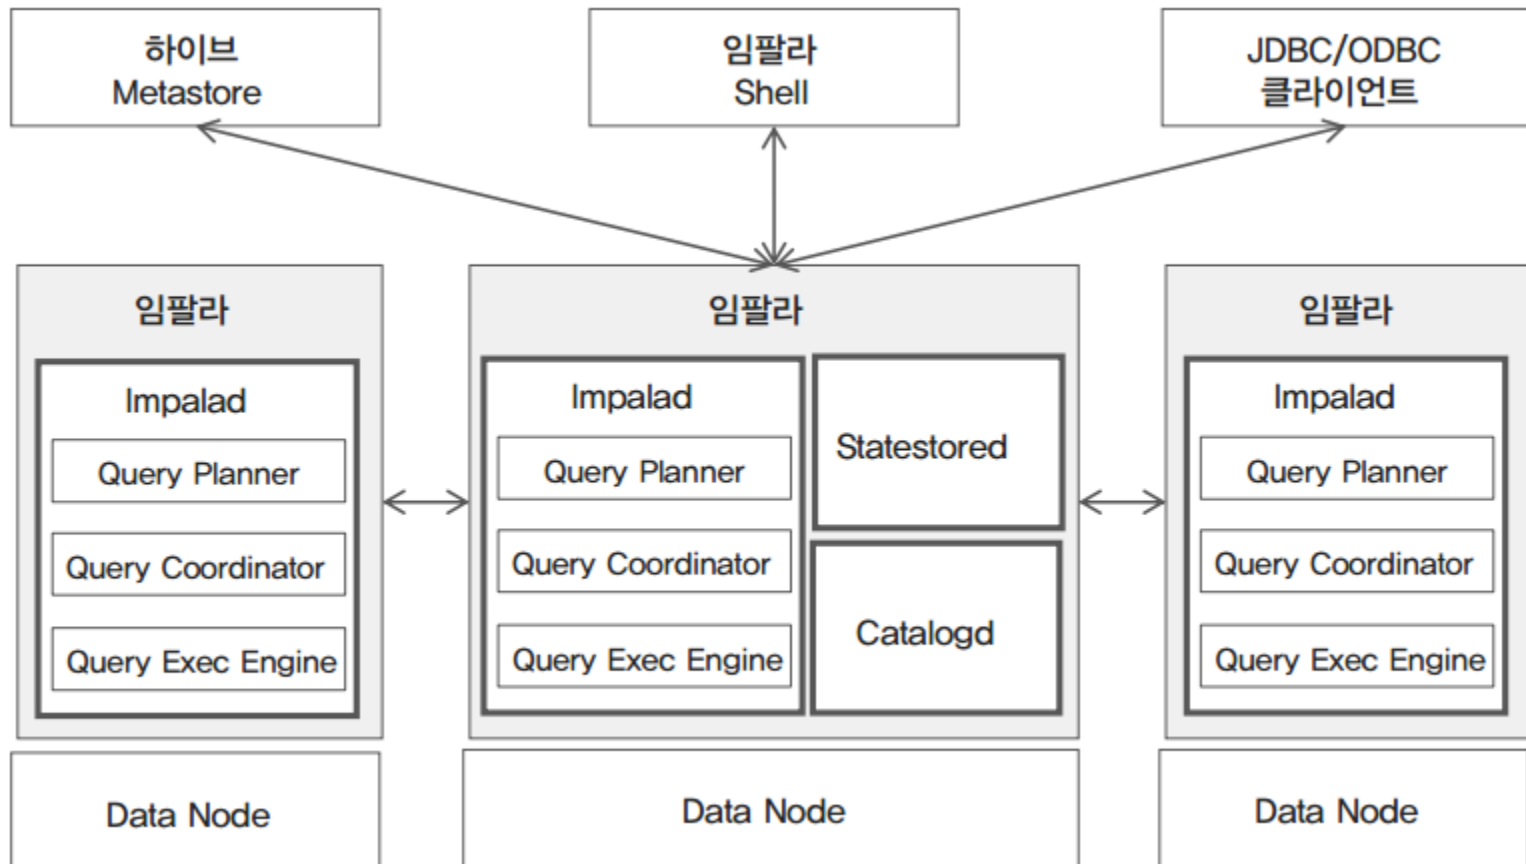 하이브
Metastore
임팔라
Shell
JDBC/ODBC
클라이언트
임팔라
Impalad
Query Planner
Query Coordinator
Query Exec Engine
Data Node
임팔라
Impalad
Query Planner
Query Coordinator
Query Exec Engine
Statestored
Catalogd
Data Node
임팔라
Impalad
Query Planner
Query Coordinator
Query Exec Engine
Data Node